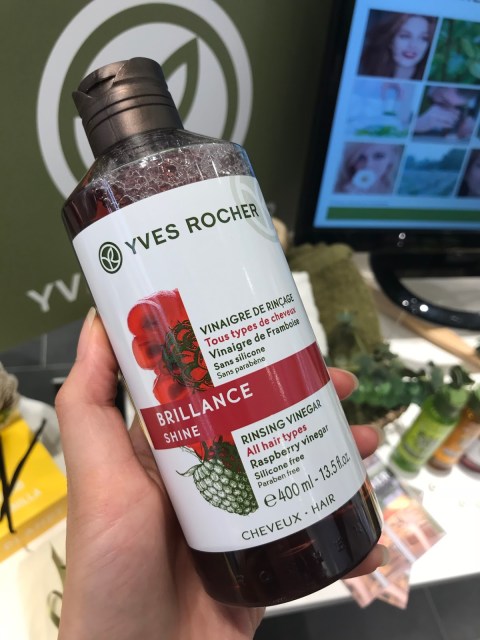 YVES ROCHER
VINAIGRE DE RINÇAGE
Tous types de cheveux
Vinaigre de Framboise
Sans silicone
Sans parabène
BRILLANCE
SHINE
RINSING VINEGAR
All hair types
Raspberry vinegar
Silicone free
Paraben free
℮ 400 ml - 13.5 fl.oz.
CHEVEUX · HAIR
YV